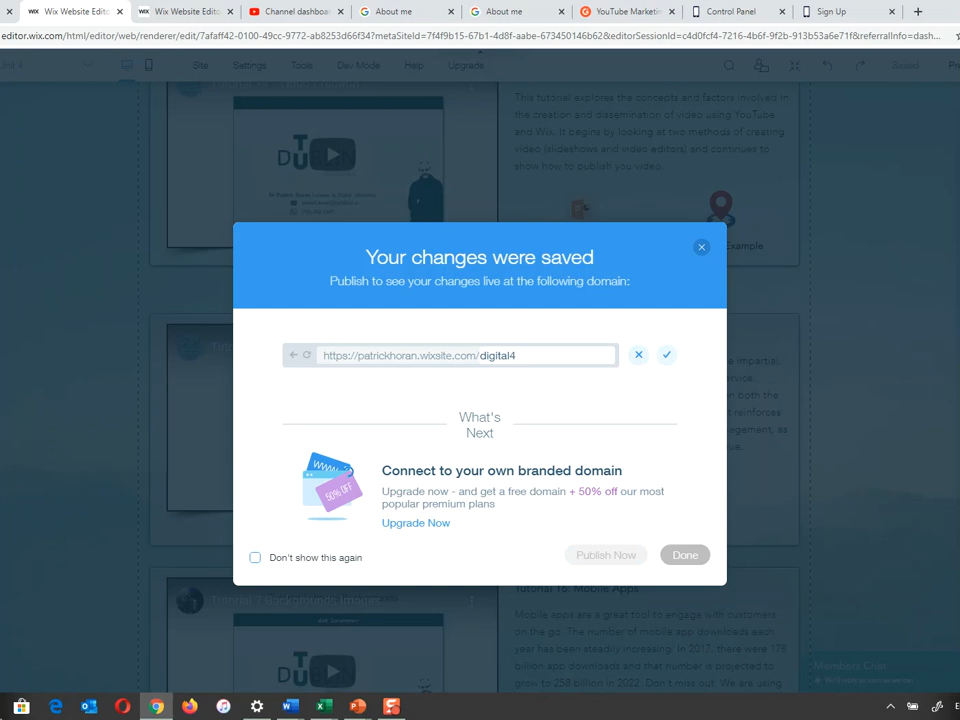 Wix Website Edito
Wix Website Edito
Channel dashboa
About me
About me
YouTube Marketin
Control Panel
Sign Up
editor.wix.com/html/editor/web/renderer/edit/7afaff42-0100-49cc-9772-ab8253d66f34?metaSiteId=7f4f9b15-67b1-4d8f-aabe-673450146b62&editorSessionId=c4d0fcf4-7216-4b6f-9f2b-913b53a6e71f&referralInfo=dash...
Site Settings Tools Dev Mode Help Upgrade Saved
This tutorial explores the concepts and factors involved
in the creation and dissemination of video using YouTube
and Wix. It begins by looking at two methods of creating
video (slideshows and video editors) and continues to
show how to publish you video.
Example
Your changes were saved
Publish to see your changes live at the following domain:
https://patrickhoran.wixsite.com/digital4
What's
Next
WWW.
50% OFF
Connect to your own branded domain
Upgrade now - and get a free domain + 50% off our most
popular premium plans
Upgrade Now
Don't show this again
Publish Now
Done
Tutorial 7 Backgrounds Images
Tutorial 16: Mobile Apps
Mobile apps are a great tool to engage with customers
on the go. The number of mobile app downloads each
year has been steadily increasing. In 2017, there were 178
billion app downloads and that number is projected to
grow to 258 billion in 2022. Don't miss out. We are using
Members Chat